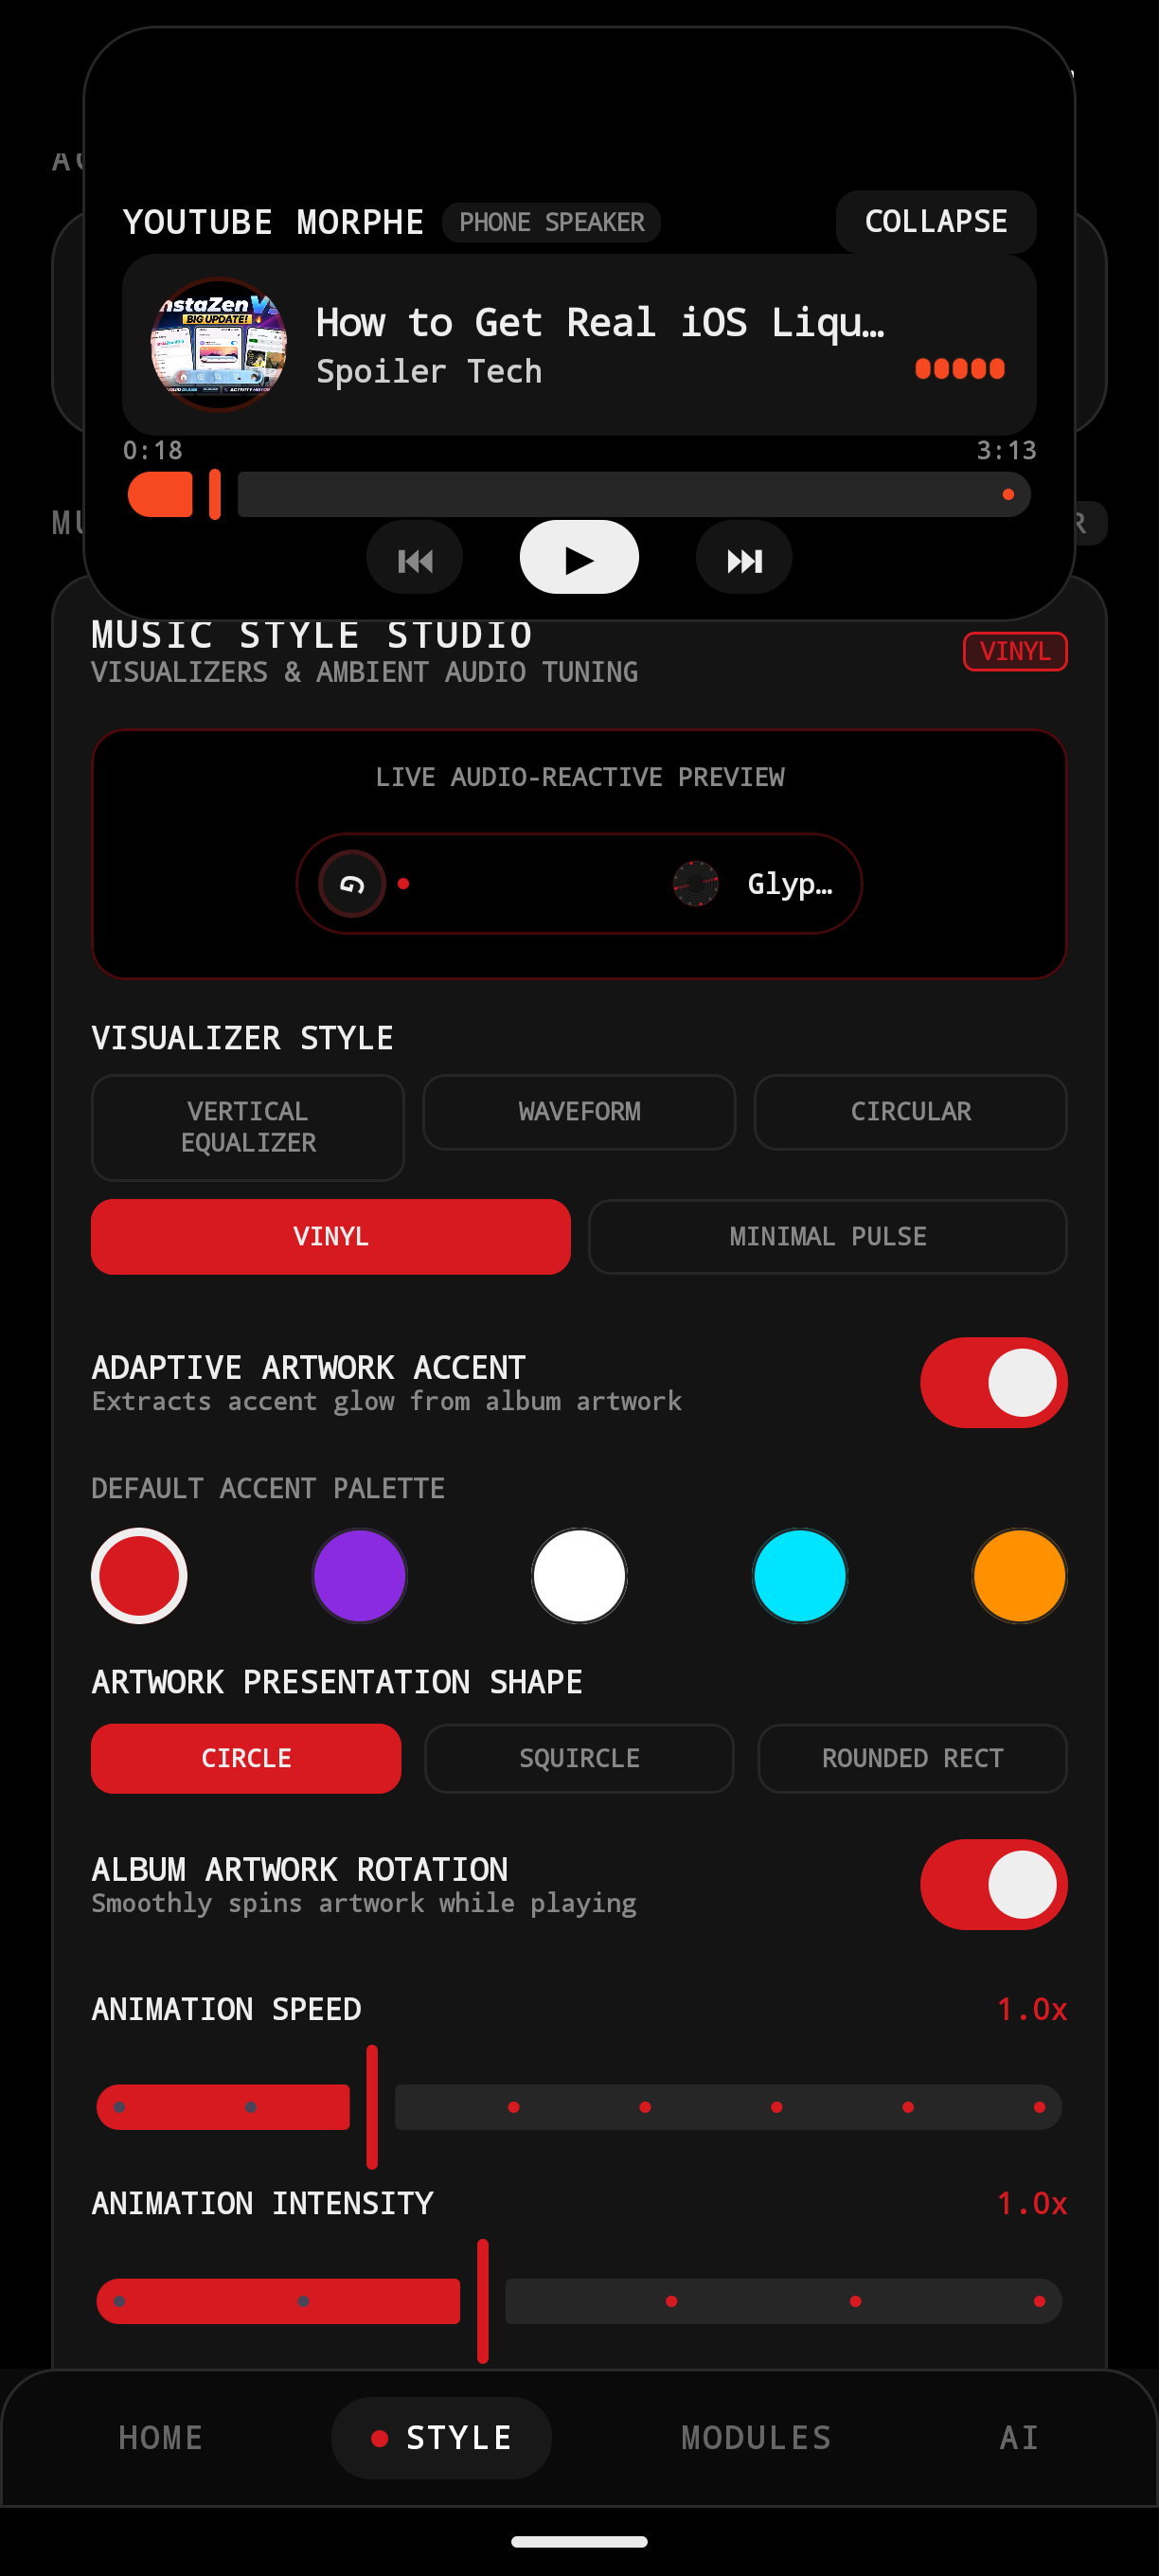 YOUTUBE MORPHE PHONE SPEAKER COLLAPSE
nstaZen V3
BIG UPDATE!
How to Get Real iOS Liqu…
Spoiler Tech
0:18 3:13
R
MUSIC STYLE STUDIO
VINYL
VISUALIZERS & AMBIENT AUDIO TUNING
LIVE AUDIO-REACTIVE PREVIEW
G Glyp…
VISUALIZER STYLE
VERTICAL
EQUALIZER
WAVEFORM
CIRCULAR
VINYL
MINIMAL PULSE
ADAPTIVE ARTWORK ACCENT
Extracts accent glow from album artwork
DEFAULT ACCENT PALETTE
ARTWORK PRESENTATION SHAPE
CIRCLE SQUIRCLE ROUNDED RECT
ALBUM ARTWORK ROTATION
Smoothly spins artwork while playing
ANIMATION SPEED 1.0x
ANIMATION INTENSITY 1.0x
HOME STYLE MODULES AI